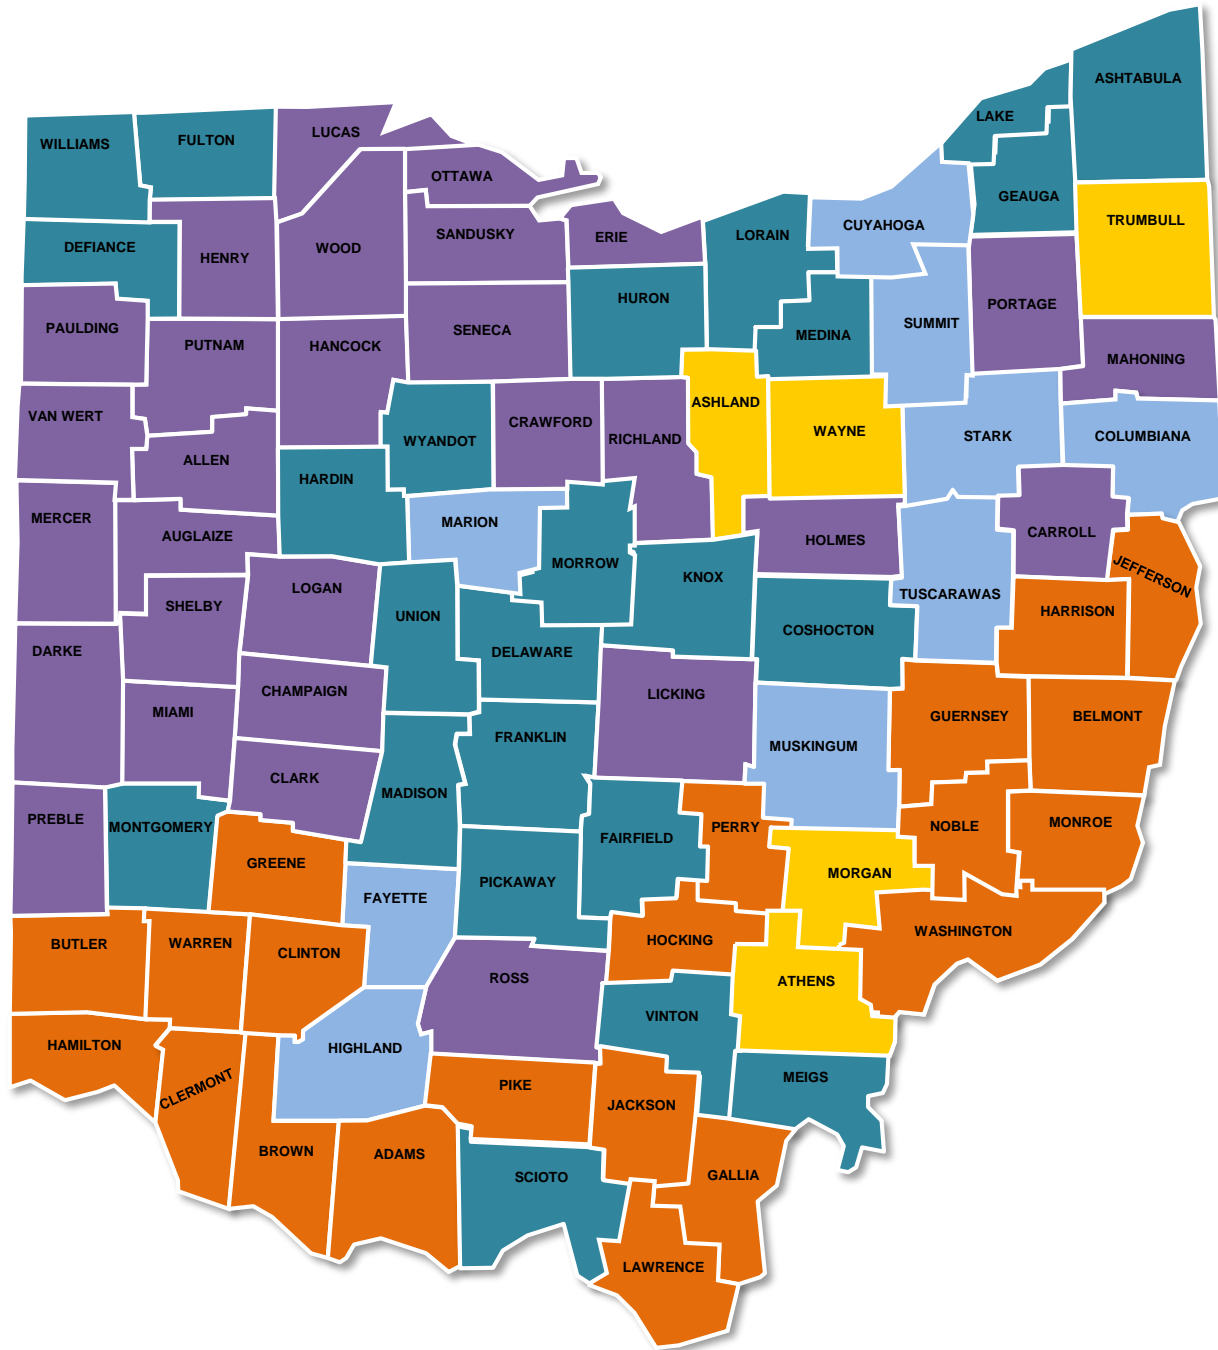 ASHTABULA
LAKE
LUCAS
FULTON
WILLIAMS
OTTAWA
GEAUGA
TRUMBULL
CUYAHOGA
SANDUSKY
LORAIN
ERIE
WOOD
DEFIANCE
HENRY
HURON
PORTAGE
SUMMIT
PAULDING
SENECA
MEDINA
PUTNAM
HANCOCK
MAHONING
ASHLAND
VAN WERT
CRAWFORD
WAYNE
STARK
COLUMBIANA
RICHLAND
WYANDOT
ALLEN
HARDIN
MERCER
MARION
CARROLL
AUGLAIZE
HOLMES
MORROW
JEFFERSON
KNOX
LOGAN
TUSCARAWAS
SHELBY
HARRISON
UNION
COSHOCTON
DARKE
DELAWARE
CHAMPAIGN
LICKING
MIAMI
GUERNSEY
BELMONT
FRANKLIN
MUSKINGUM
CLARK
MADISON
PREBLE
MONTGOMERY
PERRY
NOBLE
MONROE
FAIRFIELD
GREENE
MORGAN
PICKAWAY
FAYETTE
WASHINGTON
HOCKING
BUTLER
WARREN
CLINTON
ROSS
ATHENS
VINTON
HAMILTON
HIGHLAND
MEIGS
PIKE
CLERMONT
JACKSON
BROWN
ADAMS
GALLIA
SCIOTO
LAWRENCE